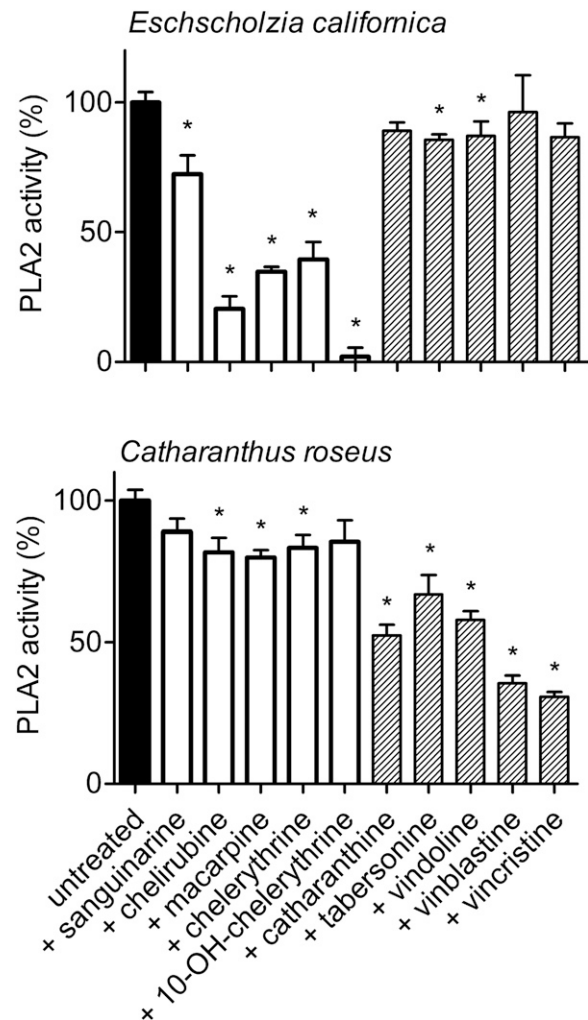 Eschscholzia californica
PLA2 activity (%)
100
50
0
* * * * * * *
Catharanthus roseus
PLA2 activity (%)
100
50
0
* * * * * * * *
untreated
+ sanguinarine
+ chelirubine
+ macarpine
+ chelerythrine
+ 10-OH-chelerythrine
+ catharanthine
+ tabersonine
+ vindoline
+ vinblastine
+ vincristine